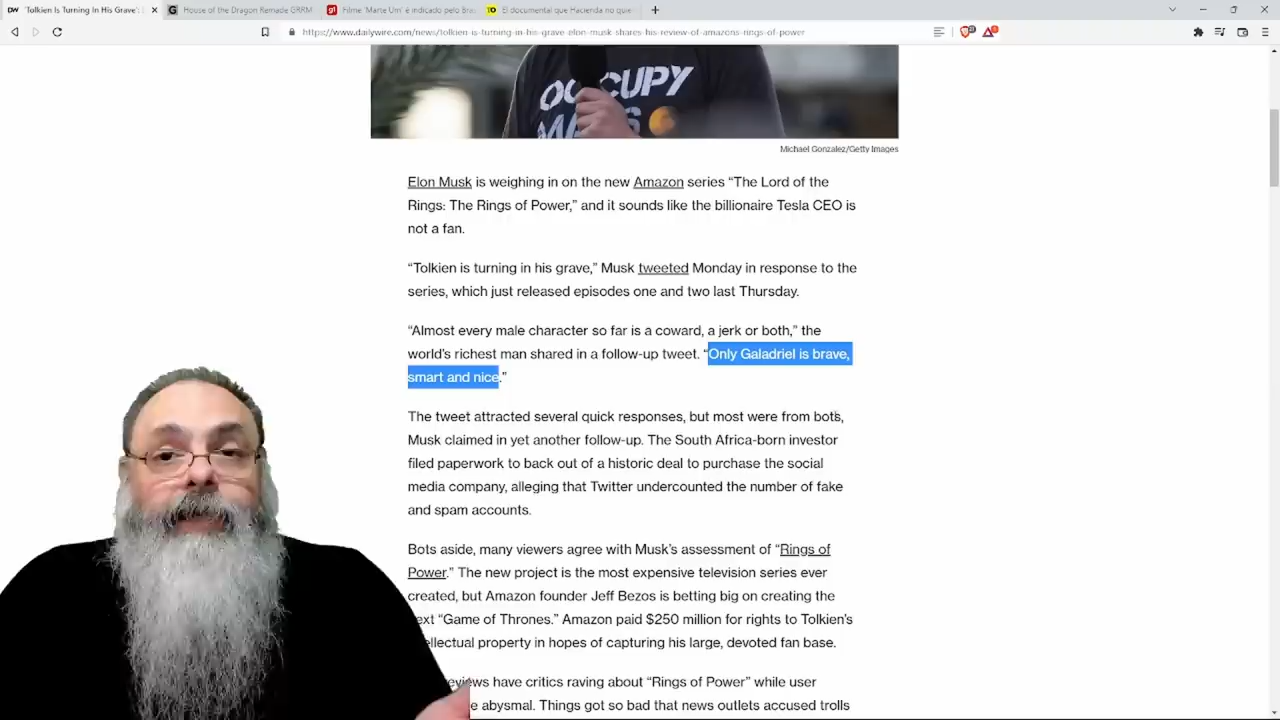 DW 'Tolkien Is Turning In His Grave':
G House of the Dragon Remade GRRM
g1 Filme 'Marte Um' é indicado pelo Bras
TO El documental que Hacienda no quie
https://www.dailywire.com/news/tolkien-is-turning-in-his-grave-elon-musk-shares-his-review-of-amazons-rings-of-power
OCCUPY
MARS
Michael Gonzalez/Getty Images
Elon Musk is weighing in on the new Amazon series “The Lord of the
Rings: The Rings of Power,” and it sounds like the billionaire Tesla CEO is
not a fan.
“Tolkien is turning in his grave,” Musk tweeted Monday in response to the
series, which just released episodes one and two last Thursday.
“Almost every male character so far is a coward, a jerk or both,” the
world’s richest man shared in a follow-up tweet. “Only Galadriel is brave,
smart and nice.”
The tweet attracted several quick responses, but most were from bots,
Musk claimed in yet another follow-up. The South Africa-born investor
filed paperwork to back out of a historic deal to purchase the social
media company, alleging that Twitter undercounted the number of fake
and spam accounts.
Bots aside, many viewers agree with Musk’s assessment of “Rings of
Power.” The new project is the most expensive television series ever
created, but Amazon founder Jeff Bezos is betting big on creating the
ext “Game of Thrones.” Amazon paid $250 million for rights to Tolkien’s
ellectual property in hopes of capturing his large, devoted fan base.
eviews have critics raving about “Rings of Power” while user
e abysmal. Things got so bad that news outlets accused trolls